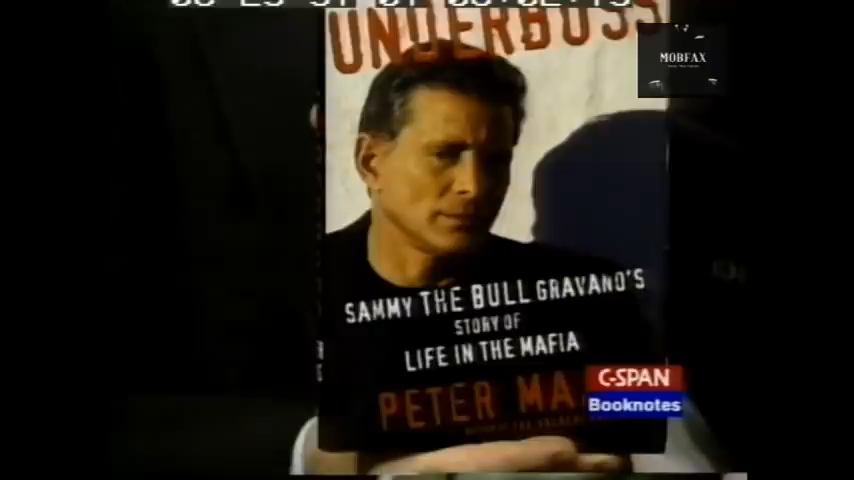 UNDERBOSS
MOBFAX
SAMMY THE BULL GRAVANO'S
STORY OF
LIFE IN THE MAFIA
C-SPAN
PETER MA
Booknotes